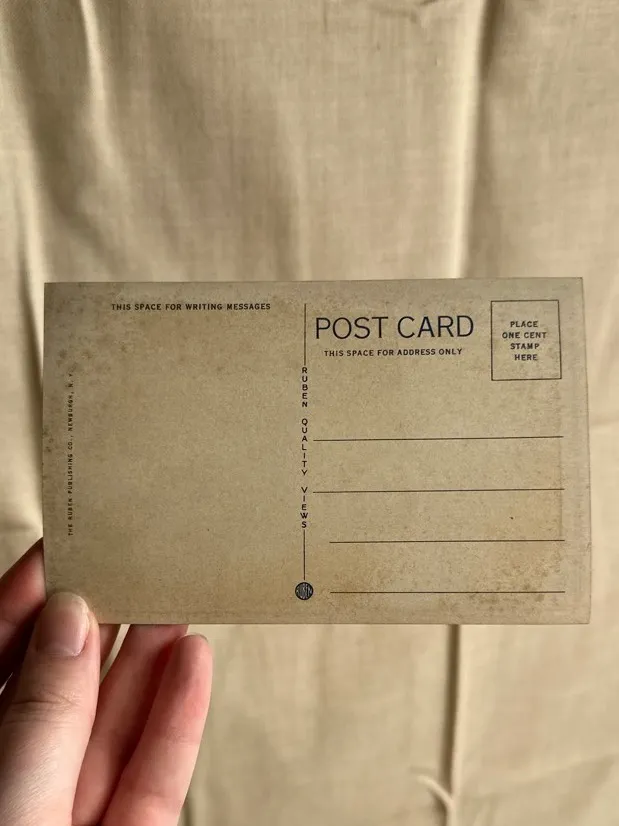 THIS SPACE FOR WRITING MESSAGES
THE RUBEN PUBLISHING CO., NEWBURGH, N. Y.
RUBEN QUALITY VIEWS
POST CARD
THIS SPACE FOR ADDRESS ONLY
PLACE
ONE CENT
STAMP
HERE